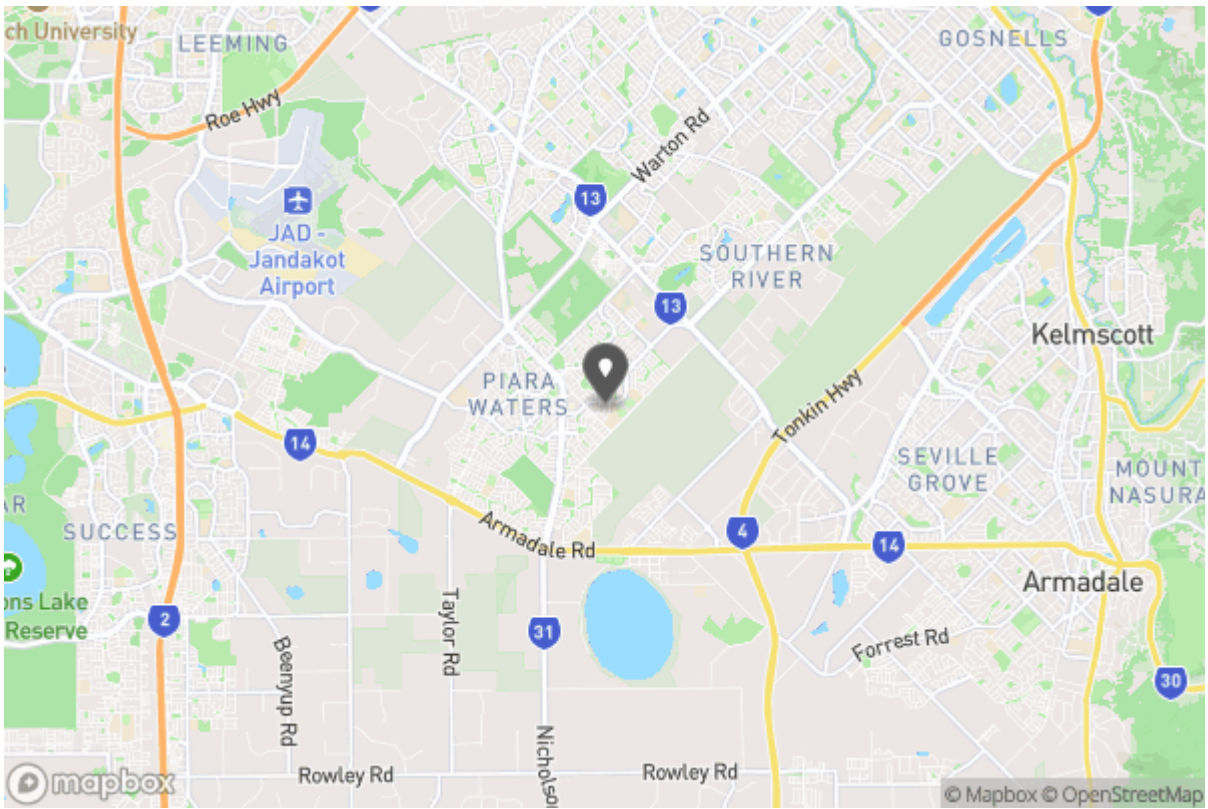 ch University
LEEMING
GOSNELLS
Roe Hwy
Warton Rd
13
JAD -
Jandakot
Airport
SOUTHERN
RIVER
13
Kelmscott
PIARA
WATERS
Tonkin Hwy
14
SEVILLE
GROVE
MOUNT
NASURA
AR
SUCCESS
Armadale Rd
4
14
Armadale
ons Lake
Reserve
2
Taylor Rd
31
Beenyup Rd
Forrest Rd
30
Nicholson
Rowley Rd
Rowley Rd
mapbox
© Mapbox © OpenStreetMap